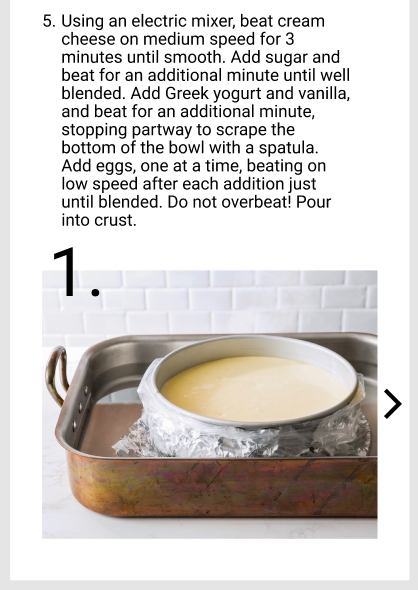 5. Using an electric mixer, beat cream
cheese on medium speed for 3
minutes until smooth. Add sugar and
beat for an additional minute until well
blended. Add Greek yogurt and vanilla,
and beat for an additional minute,
stopping partway to scrape the
bottom of the bowl with a spatula.
Add eggs, one at a time, beating on
low speed after each addition just
until blended. Do not overbeat! Pour
into crust.
1.